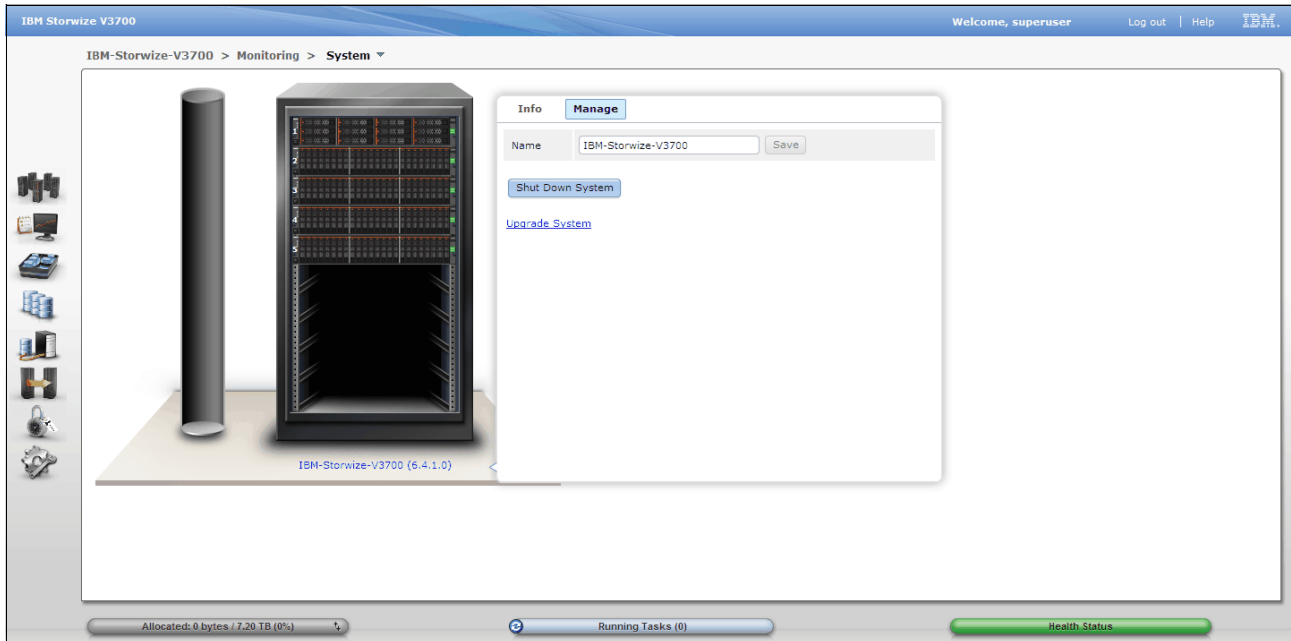 IBM Storwize V3700
Welcome, superuser
Log out | Help
IBM.
IBM-Storwize-V3700 > Monitoring > System
Info
Manage
Name
IBM-Storwize-V3700
Save
Shut Down System
Upgrade System
1
2
3
4
5
IBM-Storwize-V3700 (6.4.1.0)
Allocated: 0 bytes / 7.20 TB (0%)
Running Tasks (0)
Health Status